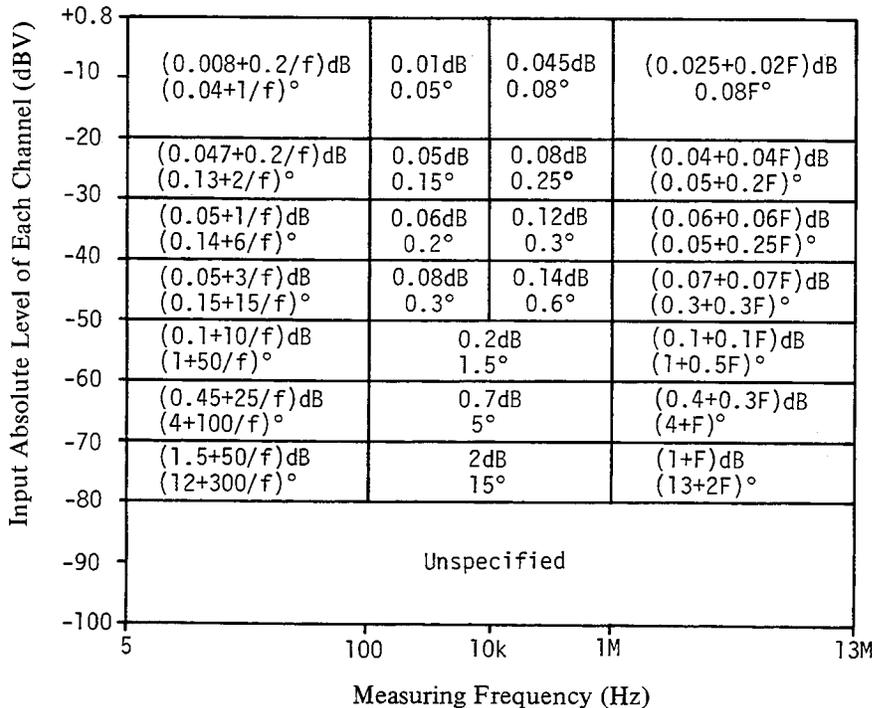 +0.8
-10
-20
-30
-40
-50
-60
-70
-80
-90
-100
Input Absolute Level of Each Channel (dBV)
(0.008+0.2/f)dB 0.01dB 0.045dB (0.025+0.02F)dB
(0.04+1/f)° 0.05° 0.08° 0.08F°
(0.047+0.2/f)dB 0.05dB 0.08dB (0.04+0.04F)dB
(0.13+2/f)° 0.15° 0.25° (0.05+0.2F)°
(0.05+1/f)dB 0.06dB 0.12dB (0.06+0.06F)dB
(0.14+6/f)° 0.2° 0.3° (0.05+0.25F)°
(0.05+3/f)dB 0.08dB 0.14dB (0.07+0.07F)dB
(0.15+15/f)° 0.3° 0.6° (0.3+0.3F)°
(0.1+10/f)dB 0.2dB (0.1+0.1F)dB
(1+50/f)° 1.5° (1+0.5F)°
(0.45+25/f)dB 0.7dB (0.4+0.3F)dB
(4+100/f)° 5° (4+F)°
(1.5+50/f)dB 2dB (1+F)dB
(12+300/f)° 15° (13+2F)°
Unspecified
5 100 10k 1M 13M
Measuring Frequency (Hz)